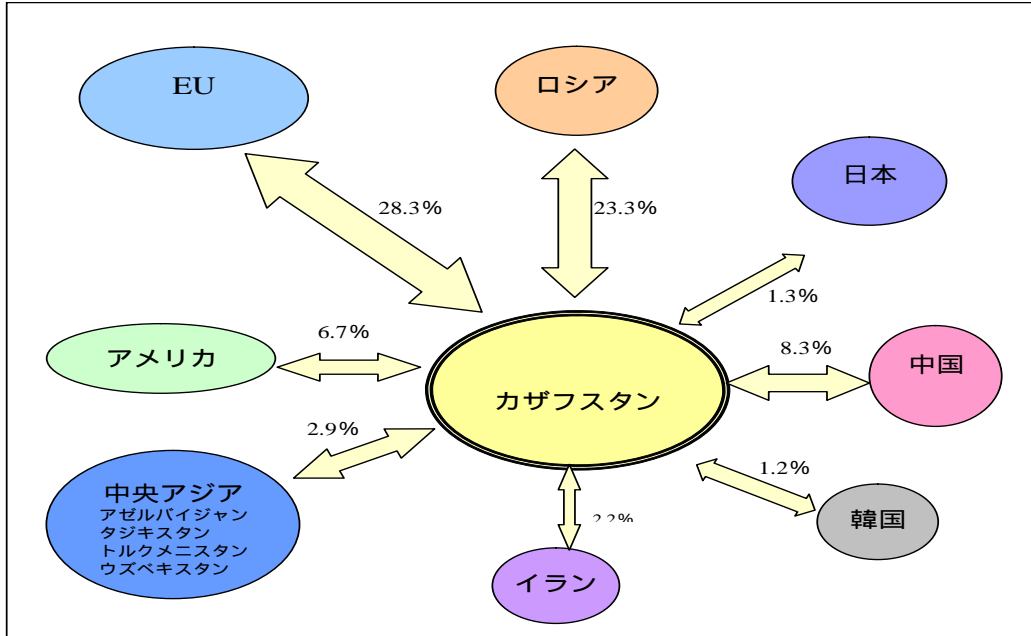 EU
ロシア
日本
28.3%
23.3%
1.3%
アメリカ
6.7%
8.3%
中国
カザフスタン
2.9%
中央アジア
アゼルバイジャン
タジキスタン
トルクメニスタン
ウズベキスタン
1.2%
韓国
2.2%
イラン